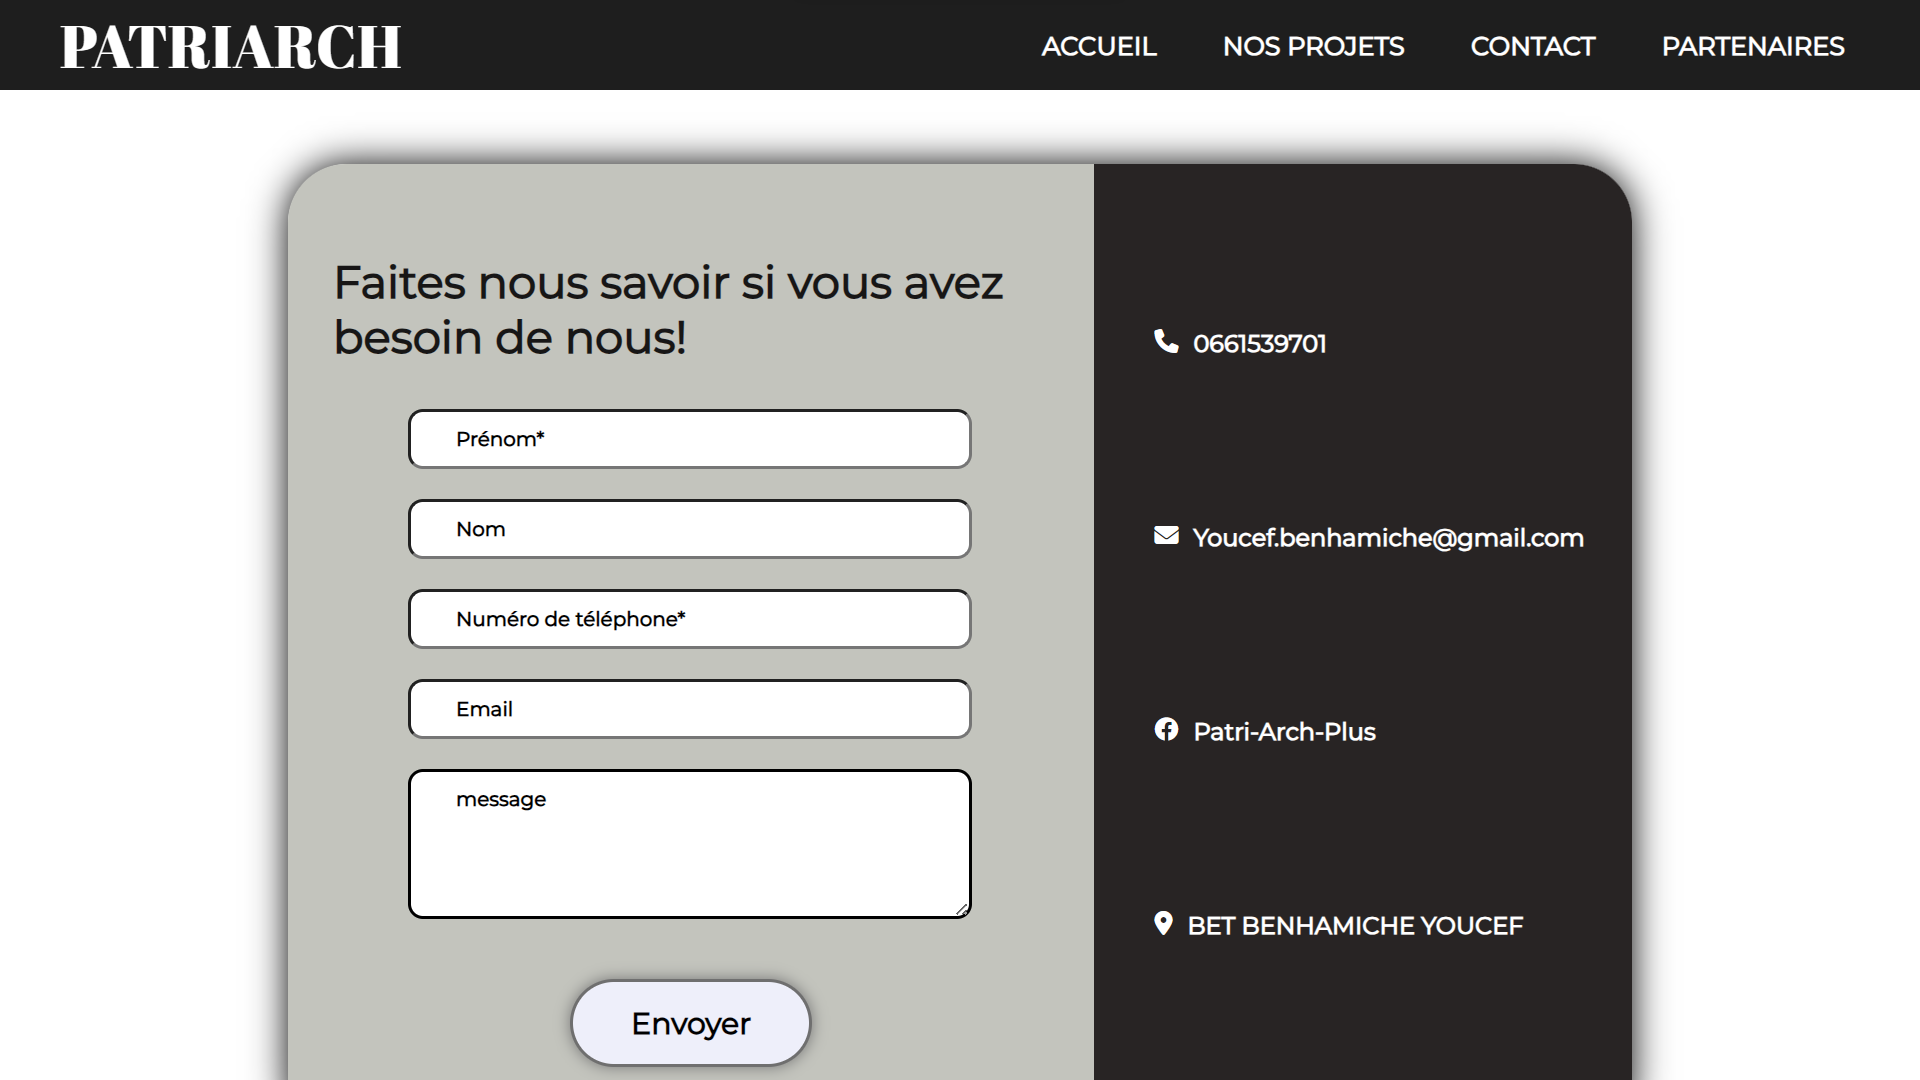 PATRIARCH
ACCUEIL NOS PROJETS CONTACT PARTENAIRES
Faites nous savoir si vous avez
besoin de nous!
Prénom*
Nom
Numéro de téléphone*
Email
message
Envoyer
0661539701
Youcef.benhamiche@gmail.com
Patri-Arch-Plus
BET BENHAMICHE YOUCEF